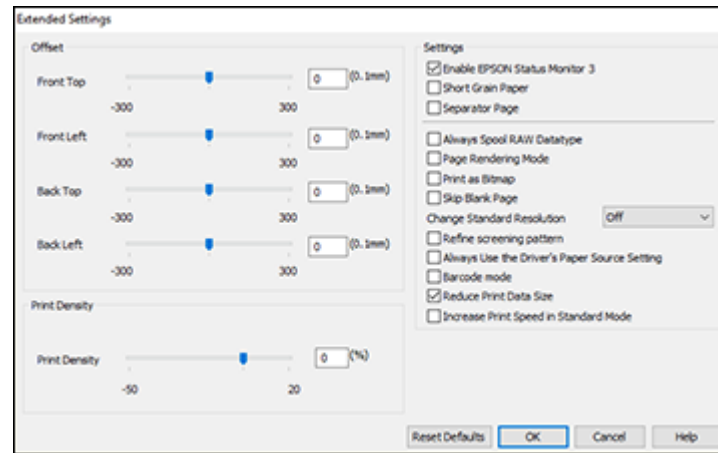 Extended Settings
Offset
Front Top
0
(0.1mm)
-300
300
Front Left
0
(0.1mm)
-300
300
Back Top
0
(0.1mm)
-300
300
Back Left
0
(0.1mm)
-300
300
Print Density
Print Density
0
(%)
-50
20
Settings
Enable EPSON Status Monitor 3
Short Grain Paper
Separator Page
Always Spool RAW Datatype
Page Rendering Mode
Print as Bitmap
Skip Blank Page
Change Standard Resolution
Off
Refine screening pattern
Always Use the Driver's Paper Source Setting
Barcode mode
Reduce Print Data Size
Increase Print Speed in Standard Mode
Reset Defaults
OK
Cancel
Help